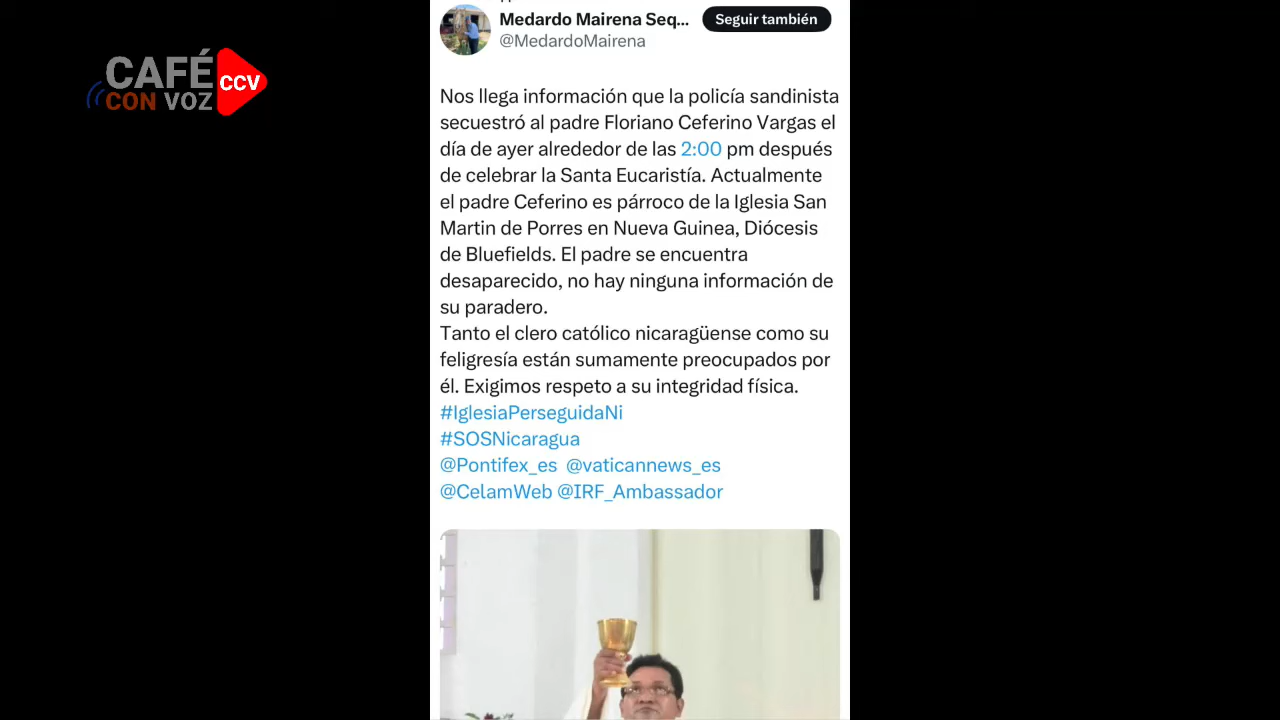 CAFÉ
CON VOZ
CCV
Medardo Mairena Seq...
Seguir también
@MedardoMairena
Nos llega información que la policía sandinista
secuestró al padre Floriano Ceferino Vargas el
día de ayer alrededor de las 2:00 pm después
de celebrar la Santa Eucaristía. Actualmente
el padre Ceferino es párroco de la Iglesia San
Martin de Porres en Nueva Guinea, Diócesis
de Bluefields. El padre se encuentra
desaparecido, no hay ninguna información de
su paradero.
Tanto el clero católico nicaragüense como su
feligresía están sumamente preocupados por
él. Exigimos respeto a su integridad física.
#IglesiaPerseguidaNi
#SOSNicaragua
@Pontifex_es @vaticannews_es
@CelamWeb @IRF_Ambassador